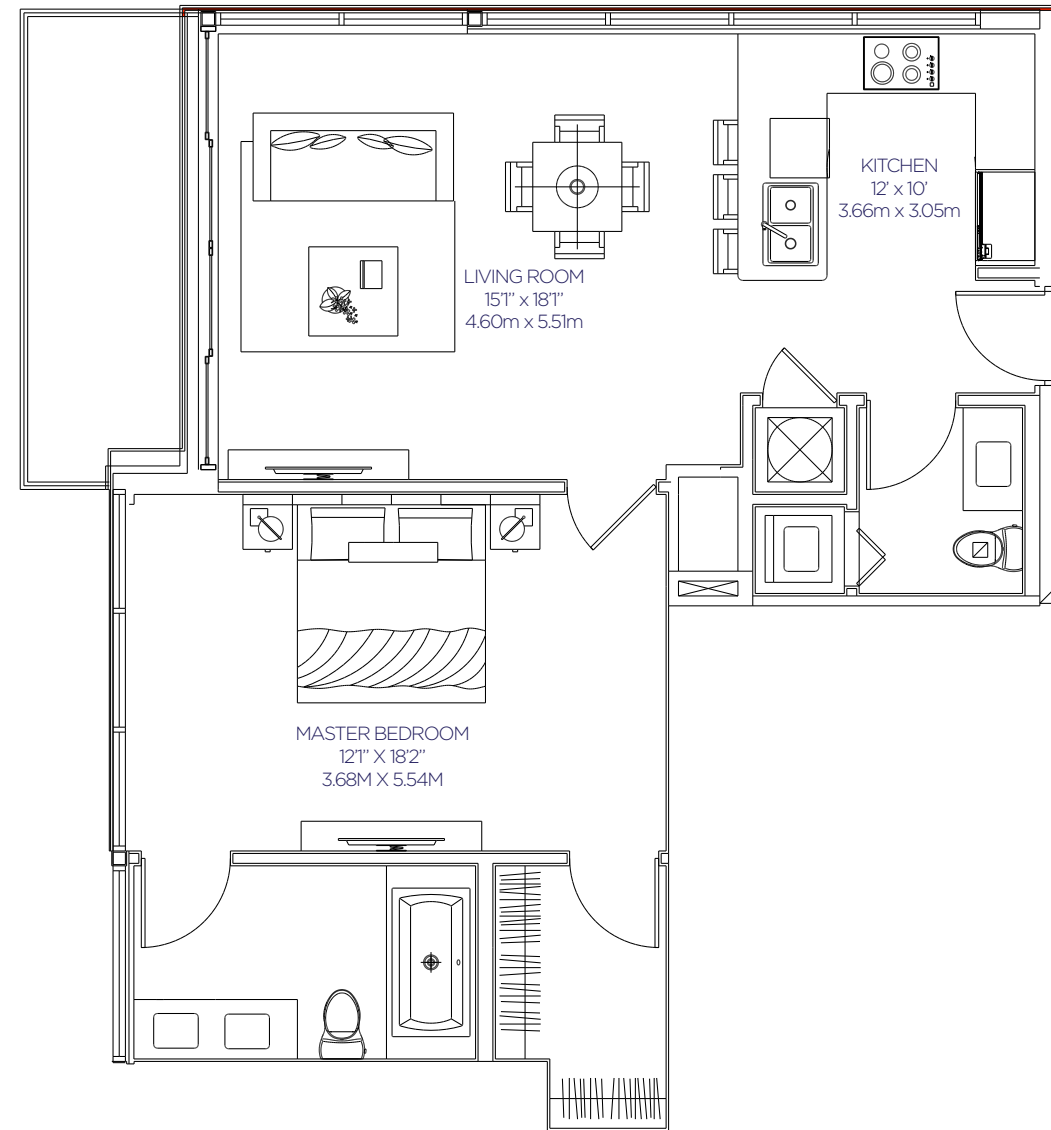 KITCHEN
12' x 10'
3.66m x 3.05m
LIVING ROOM
15'1" x 18'1"
4.60m x 5.51m
MASTER BEDROOM
12'1" X 18'2"
3.68M X 5.54M